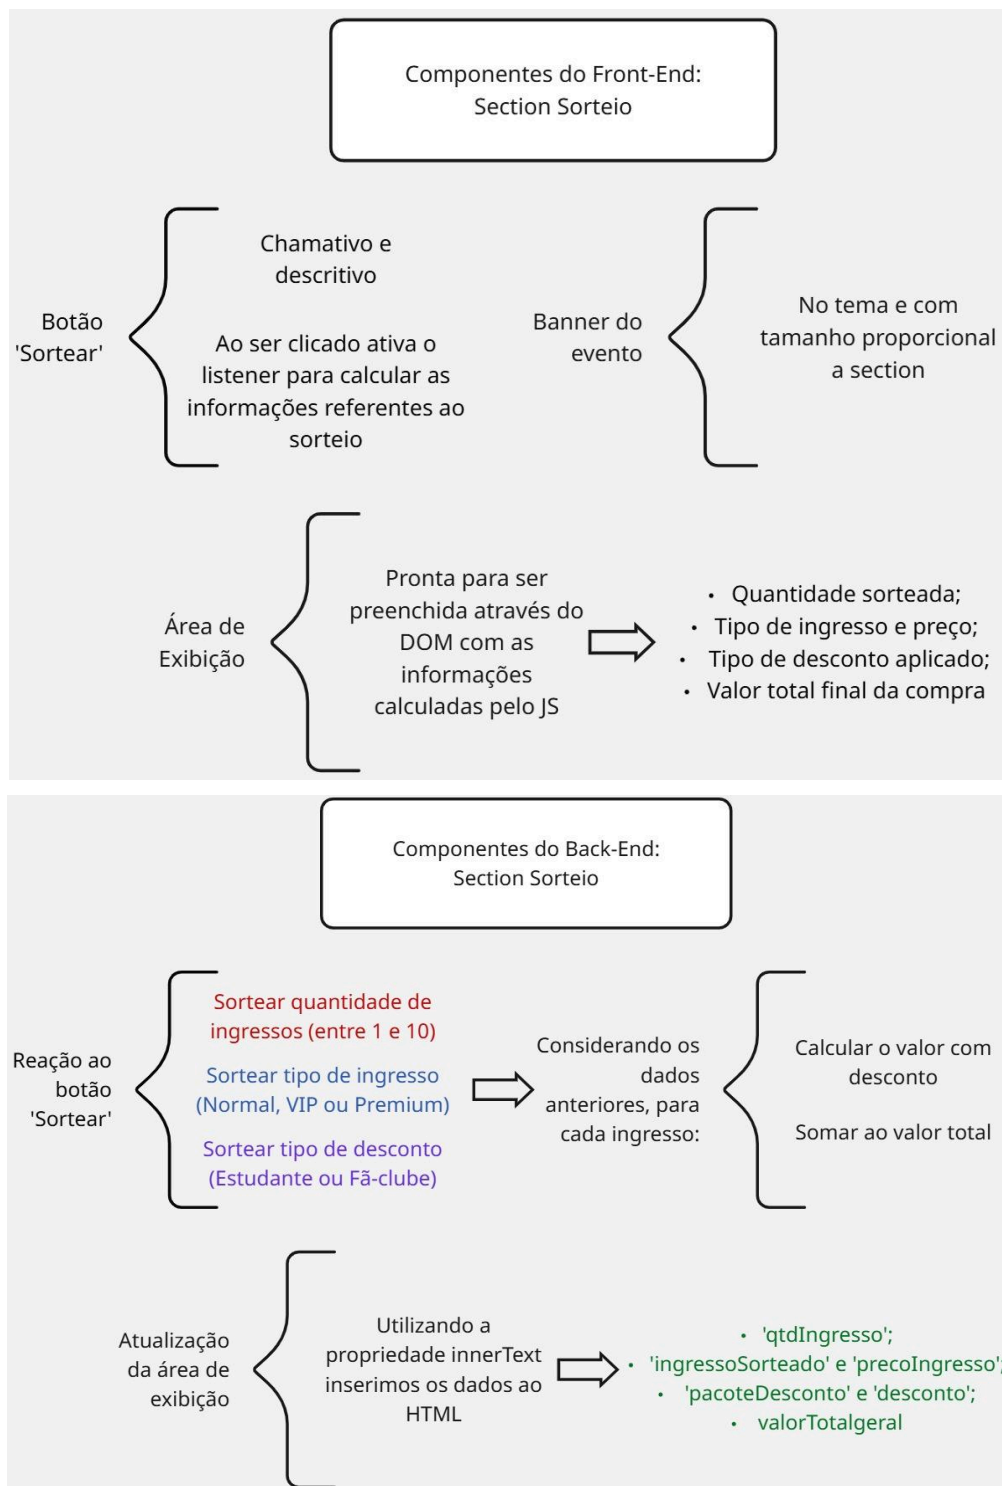 Componentes do Front-End:
Section Sorteio
Botão
'Sortear'
Chamativo e
descritivo
Ao ser clicado ativa o
listener para calcular as
informações referentes ao
sorteio
Banner do
evento
No tema e com
tamanho proporcional
a section
Área de
Exibição
Pronta para ser
preenchida através do
DOM com as
informações
calculadas pelo JS
• Quantidade sorteada;
• Tipo de ingresso e preço;
• Tipo de desconto aplicado;
• Valor total final da compra
Componentes do Back-End:
Section Sorteio
Reação ao
botão
'Sortear'
Sortear quantidade de
ingressos (entre 1 e 10)
Sortear tipo de ingresso
(Normal, VIP ou Premium)
Sortear tipo de desconto
(Estudante ou Fã-clube)
Considerando os
dados
anteriores, para
cada ingresso:
Calcular o valor com
desconto
Somar ao valor total
Atualização
da área de
exibição
Utilizando a
propriedade innerText
inserimos os dados ao
HTML
• 'qtdIngresso';
• 'ingressoSorteado' e 'precoIngresso';
• 'pacoteDesconto' e 'desconto';
• valorTotalgeral